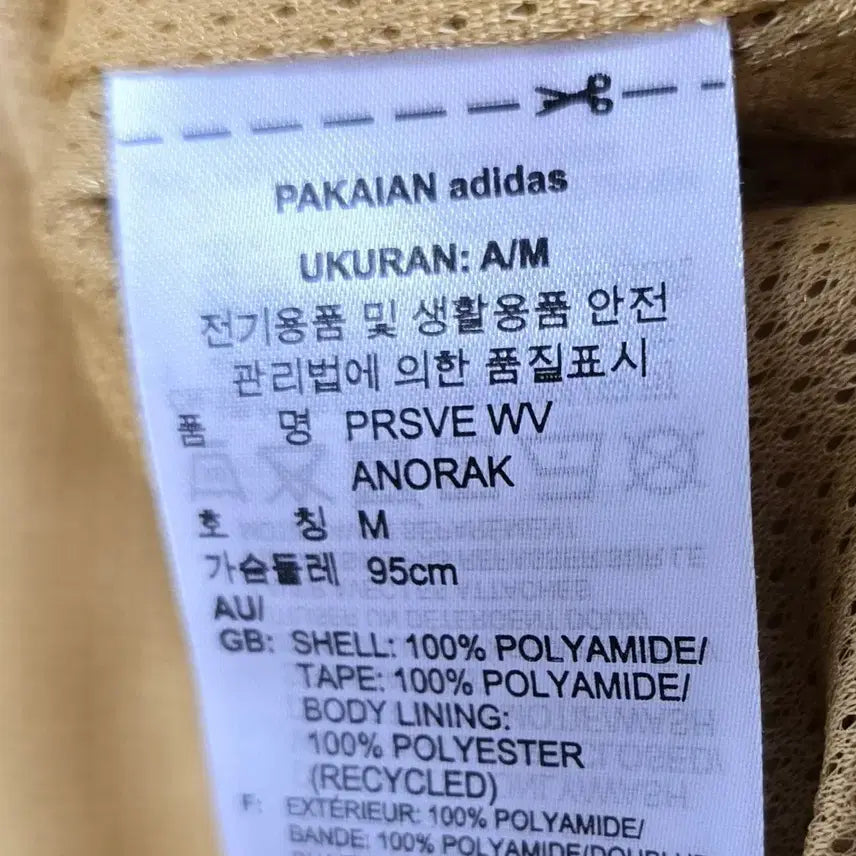 PAKAIAN adidas
UKURAN: A/M
전기용품 및 생활용품 안전
관리법에 의한 품질표시
품 명 PRSVE WV
ANORAK
호 칭 M
가슴둘레 95cm
AU/
GB: SHELL: 100% POLYAMIDE/
TAPE: 100% POLYAMIDE/
BODY LINING:
100% POLYESTER
(RECYCLED)
F: EXTÉRIEUR: 100% POLYAMIDE/
BANDE: 100% POLYAMIDE/DOUBLURE